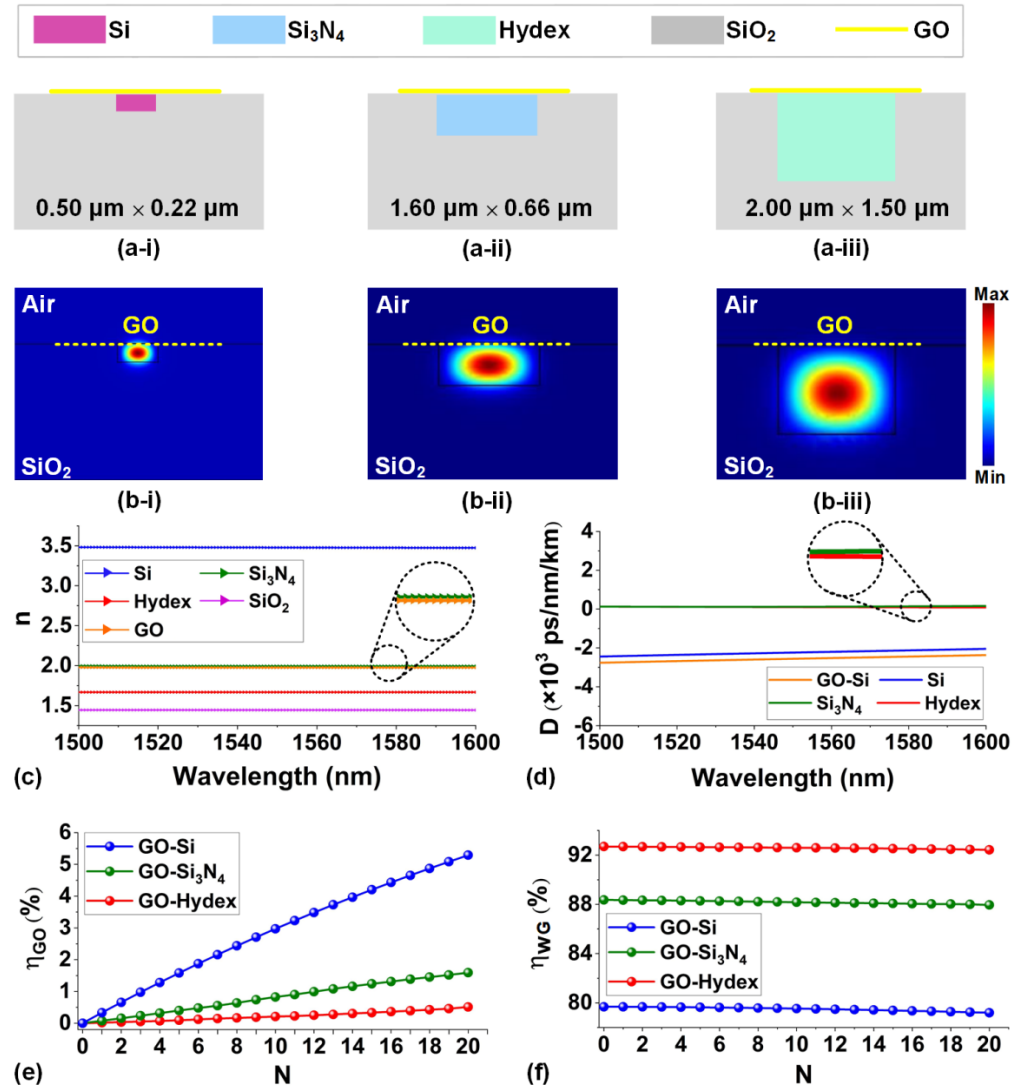 Si Si₃N₄ Hydex SiO₂ GO
0.50 μm × 0.22 μm 1.60 μm × 0.66 μm 2.00 μm × 1.50 μm
(a-i) (a-ii) (a-iii)
Air Air Air Max
GO GO GO
SiO₂ SiO₂ SiO₂ Min
(b-i) (b-ii) (b-iii)
n
3.5
3.0
2.5
2.0
1.5
Si Si₃N₄
Hydex SiO₂
GO
1500 1520 1540 1560 1580 1600
(c) Wavelength (nm)
D (×10³ ps/nm/km)
4
2
0
-2
-4
-6
GO-Si Si
Si₃N₄ Hydex
1500 1520 1540 1560 1580 1600
(d) Wavelength (nm)
ηGO (%)
6
5
4
3
2
1
0
GO-Si
GO-Si₃N₄
GO-Hydex
0 2 4 6 8 10 12 14 16 18 20
(e) N
ηWG (%)
92
88
84
80
GO-Si
GO-Si₃N₄
GO-Hydex
0 2 4 6 8 10 12 14 16 18 20
(f) N